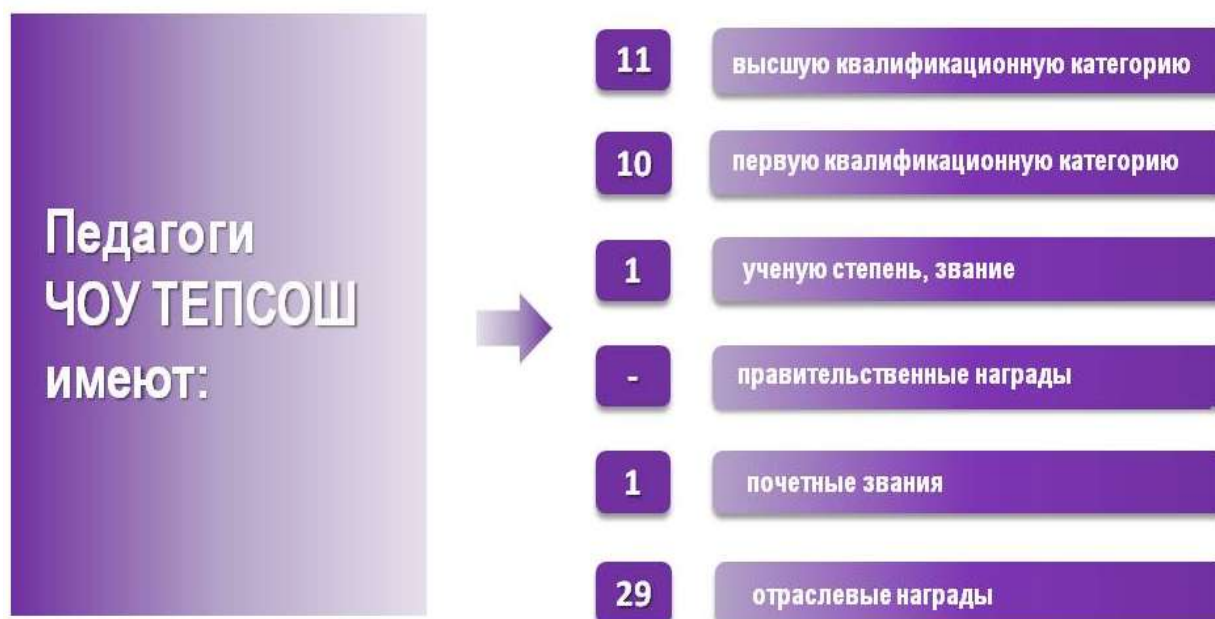 Педагоги
ЧОУ ТЕПСОШ
имеют:
11 высшую квалификационную категорию
10 первую квалификационную категорию
1 ученую степень, звание
- правительственные награды
1 почетные звания
29 отраслевые награды